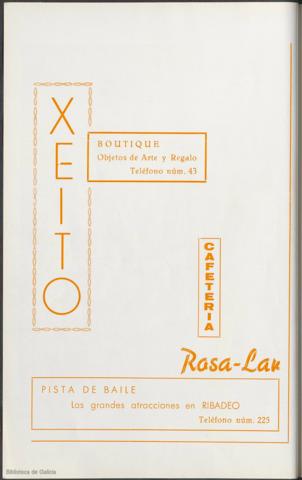 XEITO
BOUTIQUE
Objetos de Arte y Regalo
Teléfono núm. 43
CAFETERIA
Rosa-Lar
PISTA DE BAILE
Las grandes atracciones en RIBADEO
Teléfono núm. 225
Biblioteca de Galicia